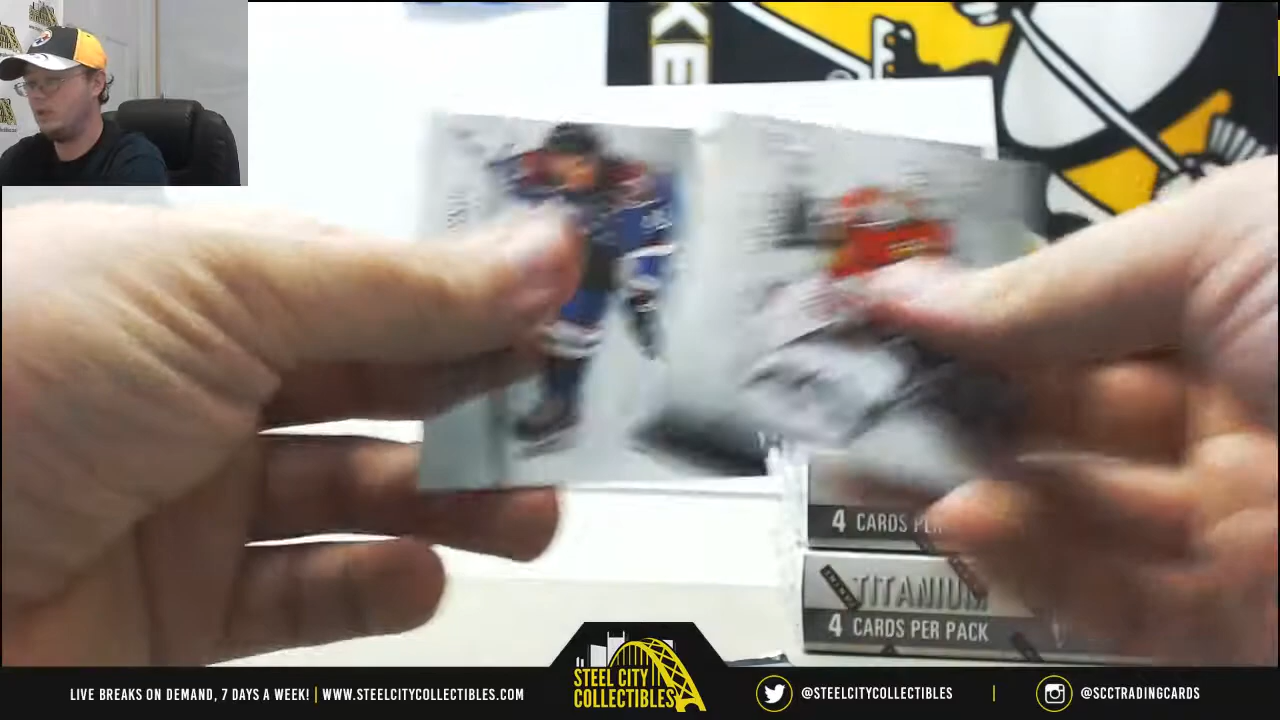 4 CARDS PER
TITANIUM
4 CARDS PER PACK
LIVE BREAKS ON DEMAND, 7 DAYS A WEEK! | WWW.STEELCITYCOLLECTIBLES.COM
STEEL CITY
COLLECTIBLES
@STEELCITYCOLLECTIBLES
|
@SCCTRADINGCARDS